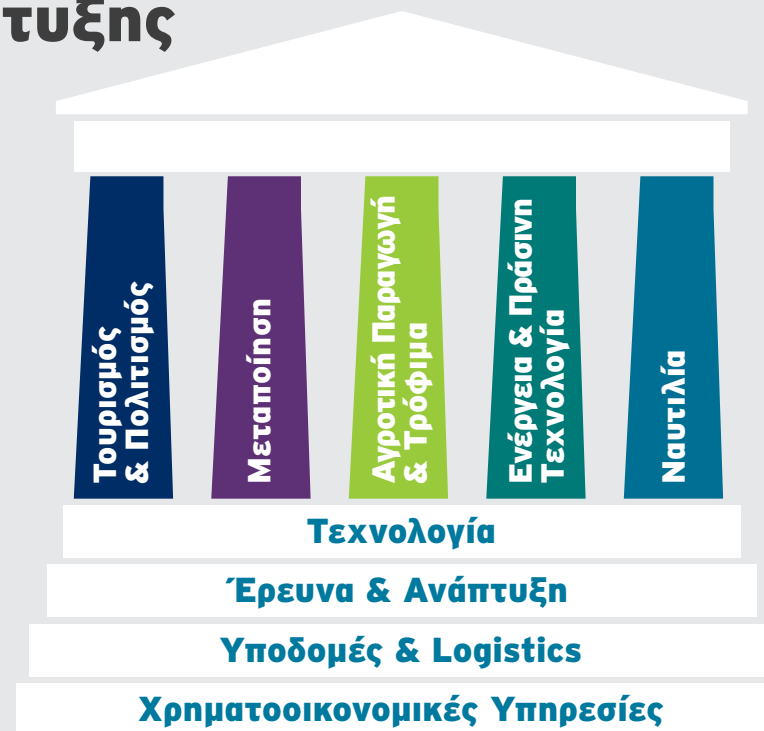 τυξης
Τουρισμός
& Πολιτισμός
Μεταποίηση
Αγροτική Παραγωγή
& Τρόφιμα
Ενέργεια & Πράσινη
Τεχνολογία
Ναυτιλία
Τεχνολογία
Έρευνα & Ανάπτυξη
Υποδομές & Logistics
Χρηματοοικονομικές Υπηρεσίες